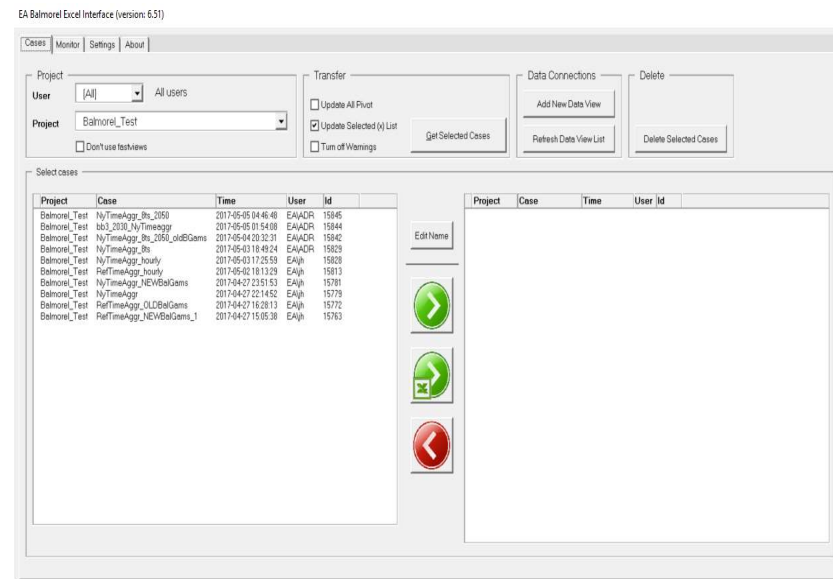 EA Balmorel Excel Interface (version: 6.51)
Cases Monitor Settings About
Project
User [All] All users
Project Balmorel_Test
Don't use fastviews
Transfer
Update All Pivot
Update Selected (x) List
Turn off Warnings
Get Selected Cases
Data Connections
Add New Data View
Refresh Data View List
Delete
Delete Selected Cases
Select cases
Project Case Time User Id
Balmorel_Test NyTimeAggr_8ts_2050 2017-05-05 04:46:48 EA\ADR 15845
Balmorel_Test bb3_2030_NyTimeaggr 2017-05-05 01:54:08 EA\ADR 15844
Balmorel_Test NyTimeAggr_8ts_2050_oldBGams 2017-05-04 20:32:31 EA\ADR 15842
Balmorel_Test NyTimeAggr_8ts 2017-05-03 18:49:24 EA\ADR 15829
Balmorel_Test NyTimeAggr_hourly 2017-05-03 17:25:59 EA\jh 15828
Balmorel_Test RefTimeAggr_hourly 2017-05-02 18:13:29 EA\jh 15813
Balmorel_Test NyTimeAggr_NEWBalGams 2017-04-27 23:51:53 EA\jh 15781
Balmorel_Test NyTimeAggr 2017-04-27 22:14:52 EA\jh 15779
Balmorel_Test RefTimeAggr_OLDBalGams 2017-04-27 16:28:13 EA\jh 15772
Balmorel_Test RefTimeAggr_NEWBalGams_1 2017-04-27 15:05:38 EA\jh 15763
Edit Name
Project Case Time User Id